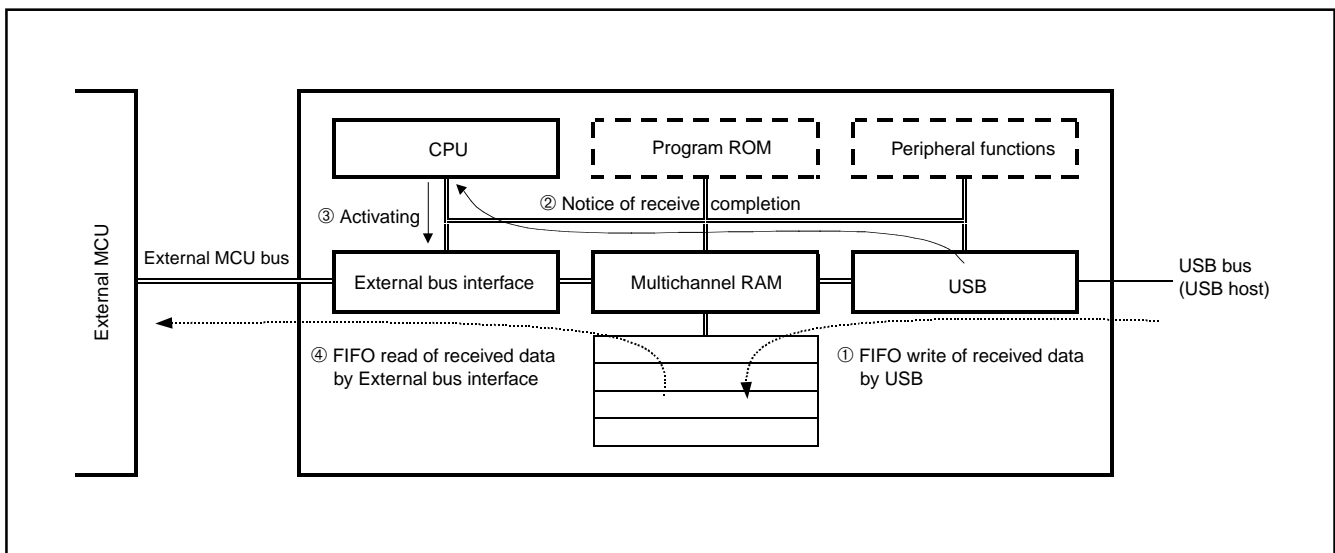 CPU
Program ROM
Peripheral functions
③ Activating
② Notice of receive completion
External MCU
External MCU bus
External bus interface
Multichannel RAM
USB
USB bus
(USB host)
④ FIFO read of received data
by External bus interface
① FIFO write of received data
by USB